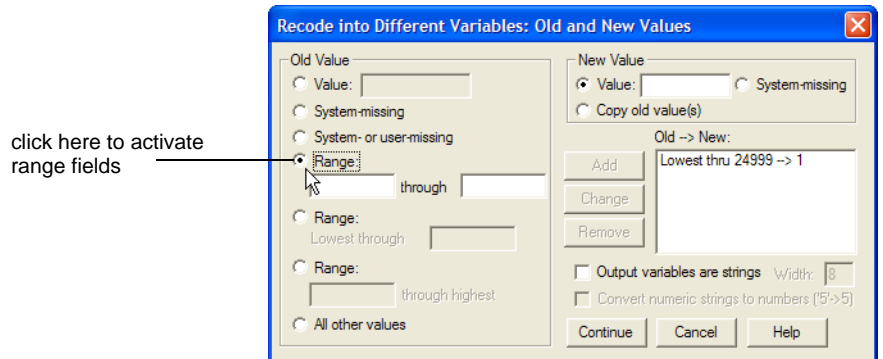 Recode into Different Variables: Old and New Values
click here to activate
range fields
Old Value
Value:
System-missing
System- or user-missing
Range:
through
Range:
Lowest through
Range:
through highest
All other values
New Value
Value:
System-missing
Copy old value(s)
Old --> New:
Add
Change
Remove
Lowest thru 24999 --> 1
Output variables are strings
Width: 8
Convert numeric strings to numbers ('5'->5)
Continue
Cancel
Help